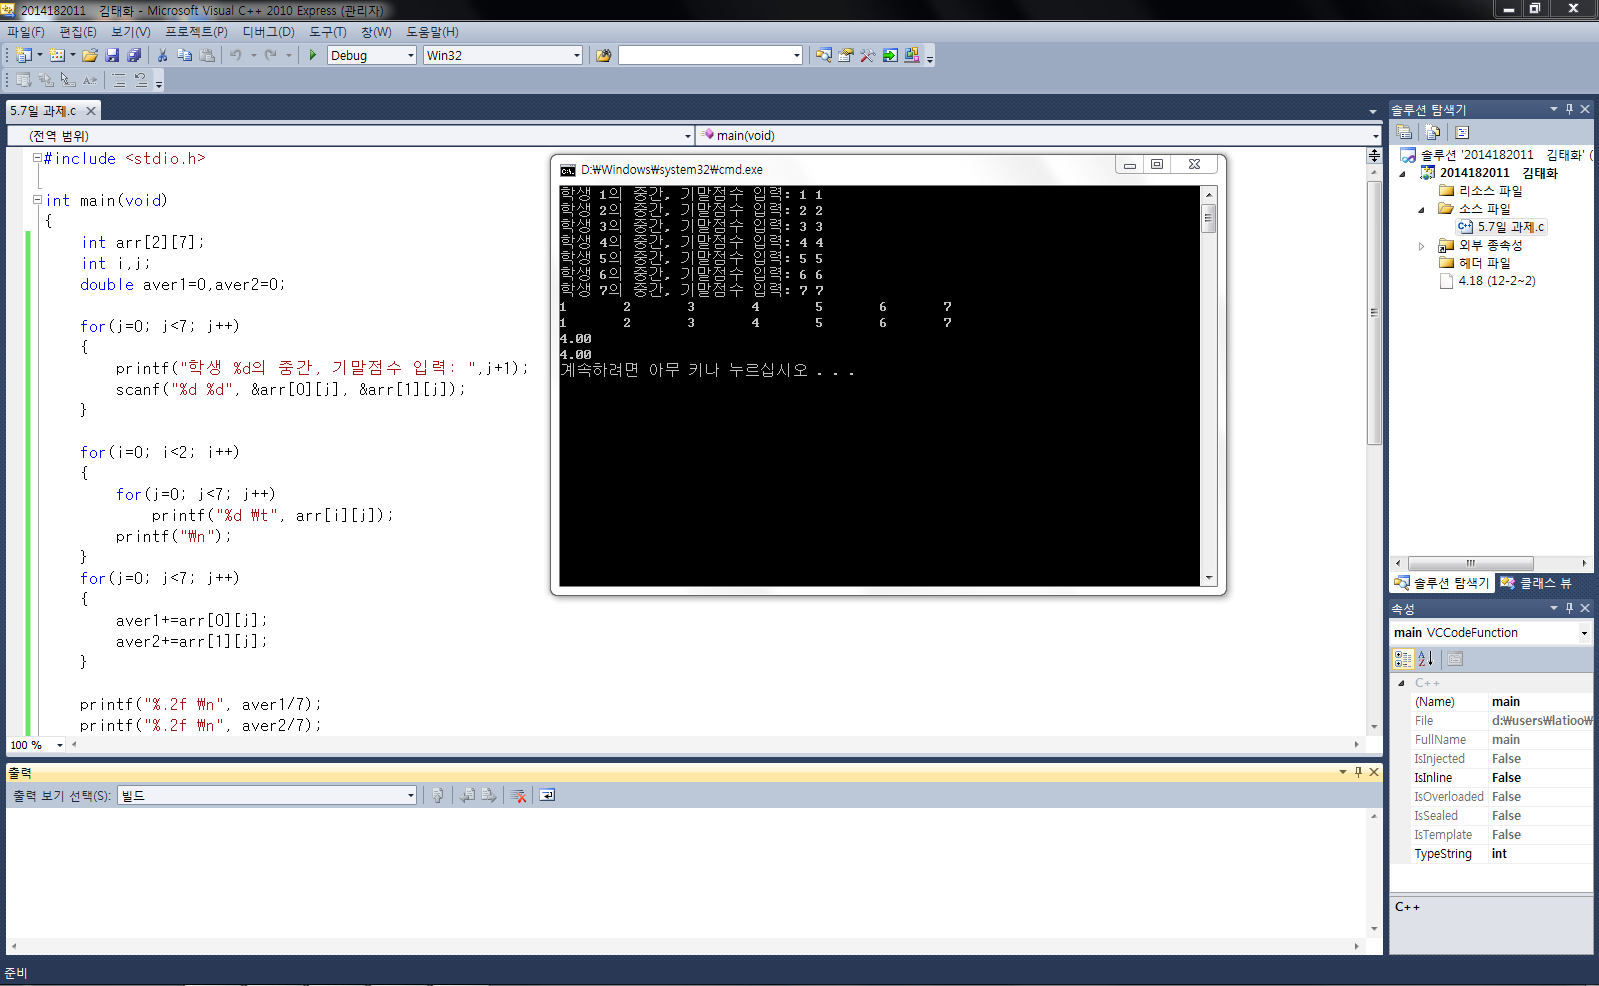 2014182011 김태화 - Microsoft Visual C++ 2010 Express (관리자)
파일(F) 편집(E) 보기(V) 프로젝트(P) 디버그(D) 도구(T) 창(W) 도움말(H)
Debug Win32
5.7일 과제.c
(전역 범위) main(void)
#include <stdio.h>
int main(void)
{
int arr[2][7];
int i,j;
double aver1=0,aver2=0;
for(j=0; j<7; j++)
{
printf("학생 %d의 중간, 기말점수 입력: ",j+1);
scanf("%d %d", &arr[0][j], &arr[1][j]);
}
for(i=0; i<2; i++)
{
for(j=0; j<7; j++)
printf("%d ₩t", arr[i][j]);
printf("₩n");
}
for(j=0; j<7; j++)
{
aver1+=arr[0][j];
aver2+=arr[1][j];
}
printf("%.2f ₩n", aver1/7);
printf("%.2f ₩n", aver2/7);
100 %
D:₩Windows₩system32₩cmd.exe
학생 1의 중간, 기말점수 입력: 1 1
학생 2의 중간, 기말점수 입력: 2 2
학생 3의 중간, 기말점수 입력: 3 3
학생 4의 중간, 기말점수 입력: 4 4
학생 5의 중간, 기말점수 입력: 5 5
학생 6의 중간, 기말점수 입력: 6 6
학생 7의 중간, 기말점수 입력: 7 7
1 2 3 4 5 6 7
1 2 3 4 5 6 7
4.00
4.00
계속하려면 아무 키나 누르십시오 . . .
솔루션 탐색기
솔루션 '2014182011 김태화' (
2014182011 김태화
리소스 파일
소스 파일
5.7일 과제.c
외부 종속성
헤더 파일
4.18 (12-2~2)
솔루션 탐색기 클래스 뷰
속성
main VCCodeFunction
C++
(Name) main
File d:₩users₩latioo₩
FullName main
IsInjected False
IsInline False
IsOverloaded False
IsSealed False
IsTemplate False
TypeString int
C++
출력
출력 보기 선택(S): 빌드
준비